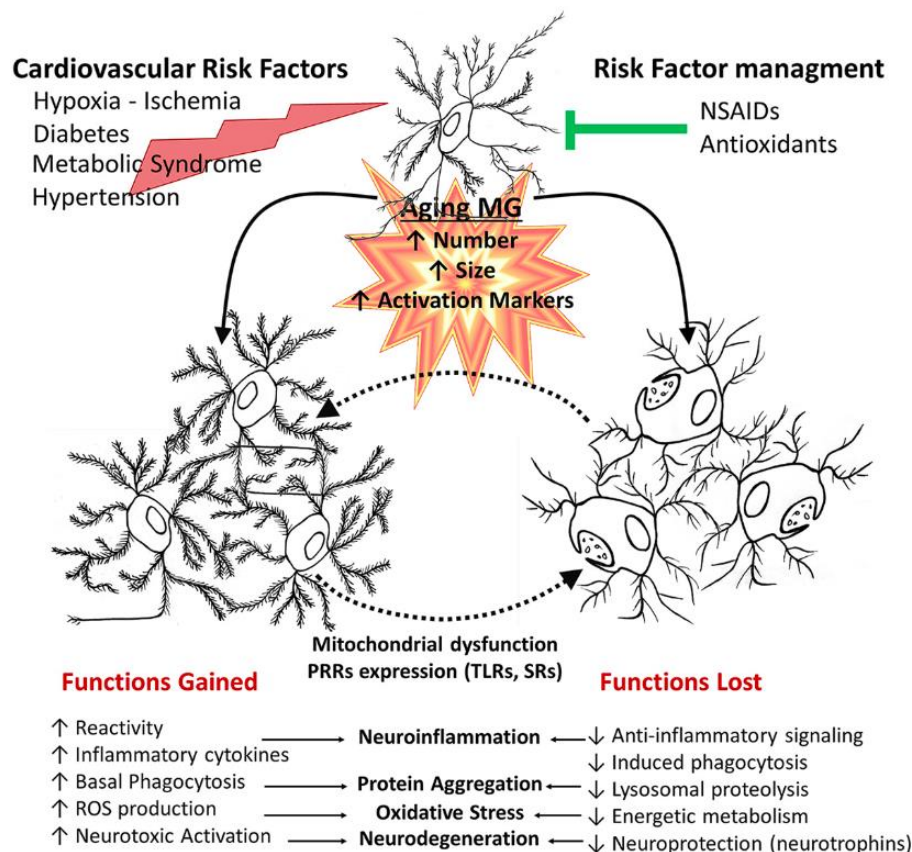 Cardiovascular Risk Factors
Hypoxia - Ischemia
Diabetes
Metabolic Syndrome
Hypertension
Risk Factor managment
NSAIDs
Antioxidants
Aging MG
↑ Number
↑ Size
↑ Activation Markers
Mitochondrial dysfunction
PRRs expression (TLRs, SRs)
Functions Gained
↑ Reactivity
↑ Inflammatory cytokines
↑ Basal Phagocytosis
↑ ROS production
↑ Neurotoxic Activation
Neuroinflammation
Protein Aggregation
Oxidative Stress
Neurodegeneration
Functions Lost
↓ Anti-inflammatory signaling
↓ Induced phagocytosis
↓ Lysosomal proteolysis
↓ Energetic metabolism
↓ Neuroprotection (neurotrophins)